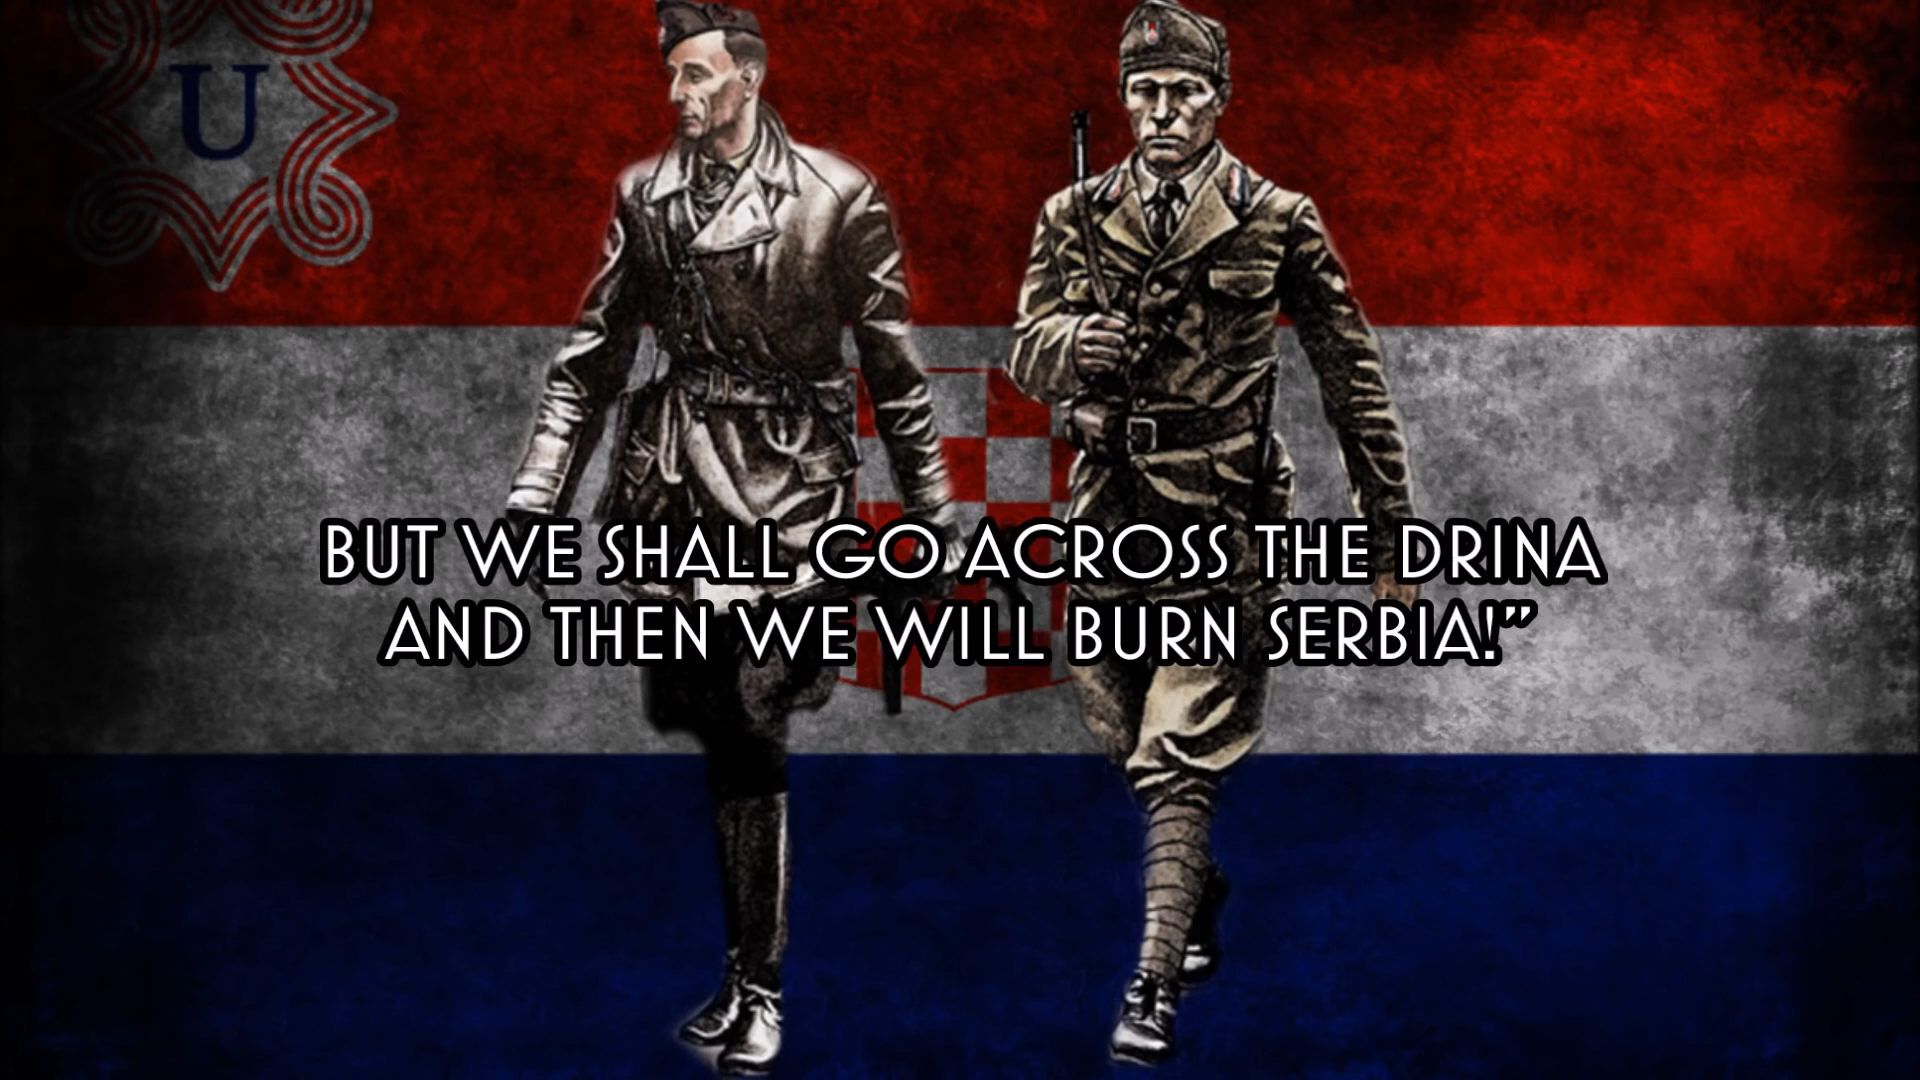 U
BUT WE SHALL GO ACROSS THE DRINA
AND THEN WE WILL BURN SERBIA!”